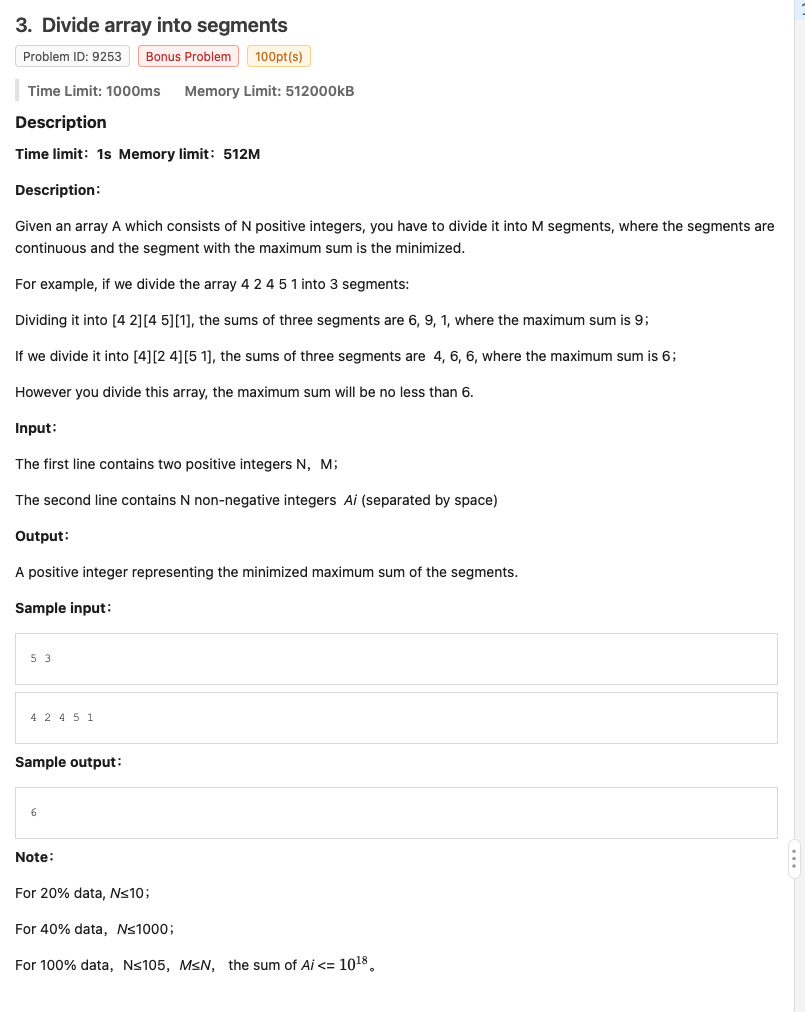 3. Divide array into segments
Problem ID: 9253 Bonus Problem 100pt(s)
Time Limit: 1000ms Memory Limit: 512000kB
Description
Time limit：1s Memory limit：512M
Description：
Given an array A which consists of N positive integers, you have to divide it into M segments, where the segments are
continuous and the segment with the maximum sum is the minimized.
For example, if we divide the array 4 2 4 5 1 into 3 segments:
Dividing it into [4 2][4 5][1], the sums of three segments are 6, 9, 1, where the maximum sum is 9；
If we divide it into [4][2 4][5 1], the sums of three segments are 4, 6, 6, where the maximum sum is 6；
However you divide this array, the maximum sum will be no less than 6.
Input：
The first line contains two positive integers N，M；
The second line contains N non-negative integers Ai (separated by space)
Output：
A positive integer representing the minimized maximum sum of the segments.
Sample input：
5 3
4 2 4 5 1
Sample output：
6
Note：
For 20% data, N≤10；
For 40% data，N≤1000；
For 100% data，N≤105，M≤N， the sum of Ai <= 10^18。